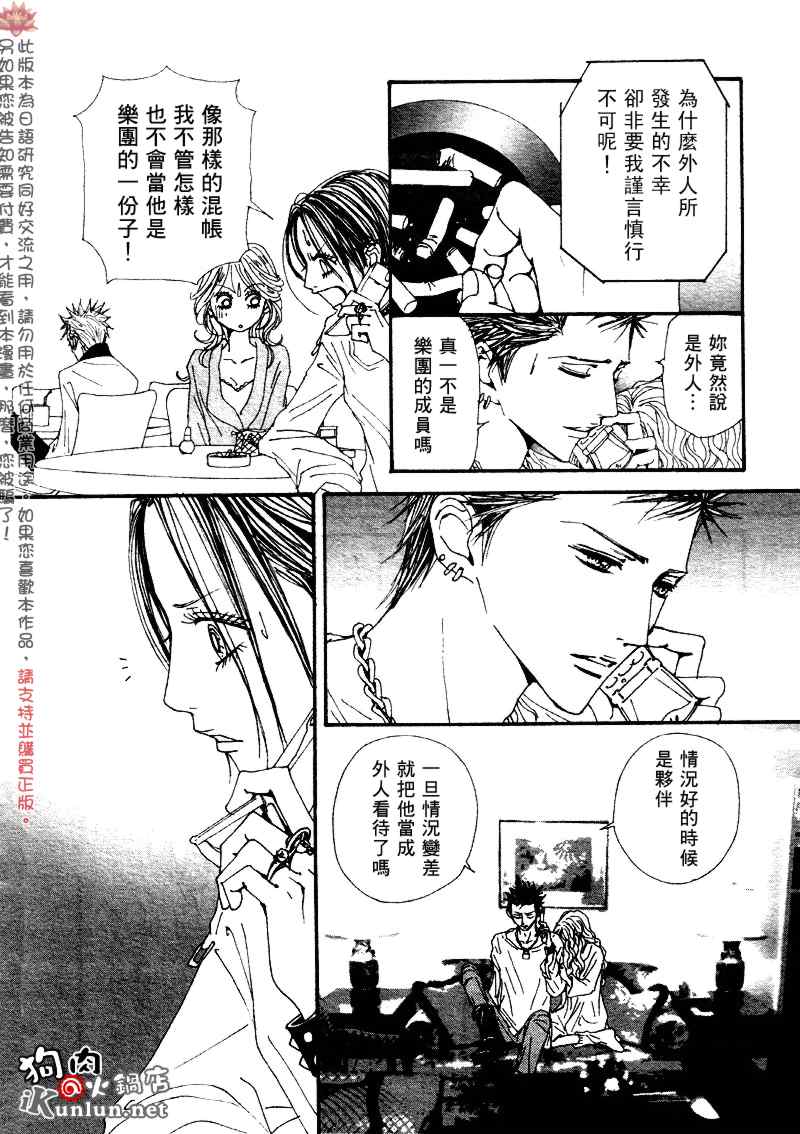 為什麼外人所
發生的不幸
卻非要我謹言慎行
不可呢！
像那樣的混帳
我不管怎樣
也不會當他是
樂團的一份子！
妳竟然說
是外人…
真一不是
樂團的成員嗎
情況好的時候
是夥伴
一旦情況變差
就把他當成
外人看待了嗎
此版本為日語研究同好交流之用，請勿用於任何商業用途。如果您喜歡本作品，請支持並購買正版。
另如果您被告知需要付費，才能看到本漫畫，那麼，您被騙了！
狗肉火鍋店
iKunlun.net